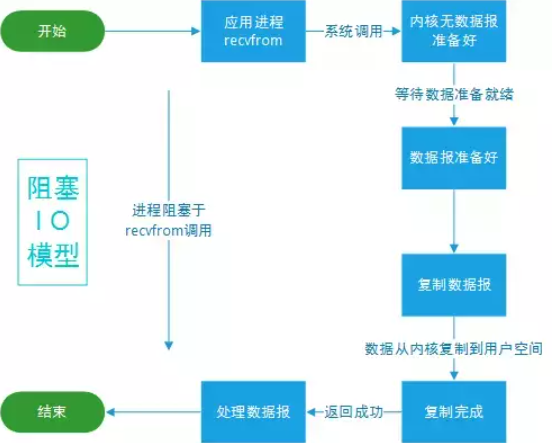 开始
应用进程
recvfrom
系统调用
内核无数据报
准备好
等待数据准备就绪
数据报准备好
阻塞
IO
模型
进程阻塞于
recvfrom调用
复制数据报
数据从内核复制到用户空间
结束
处理数据报
返回成功
复制完成